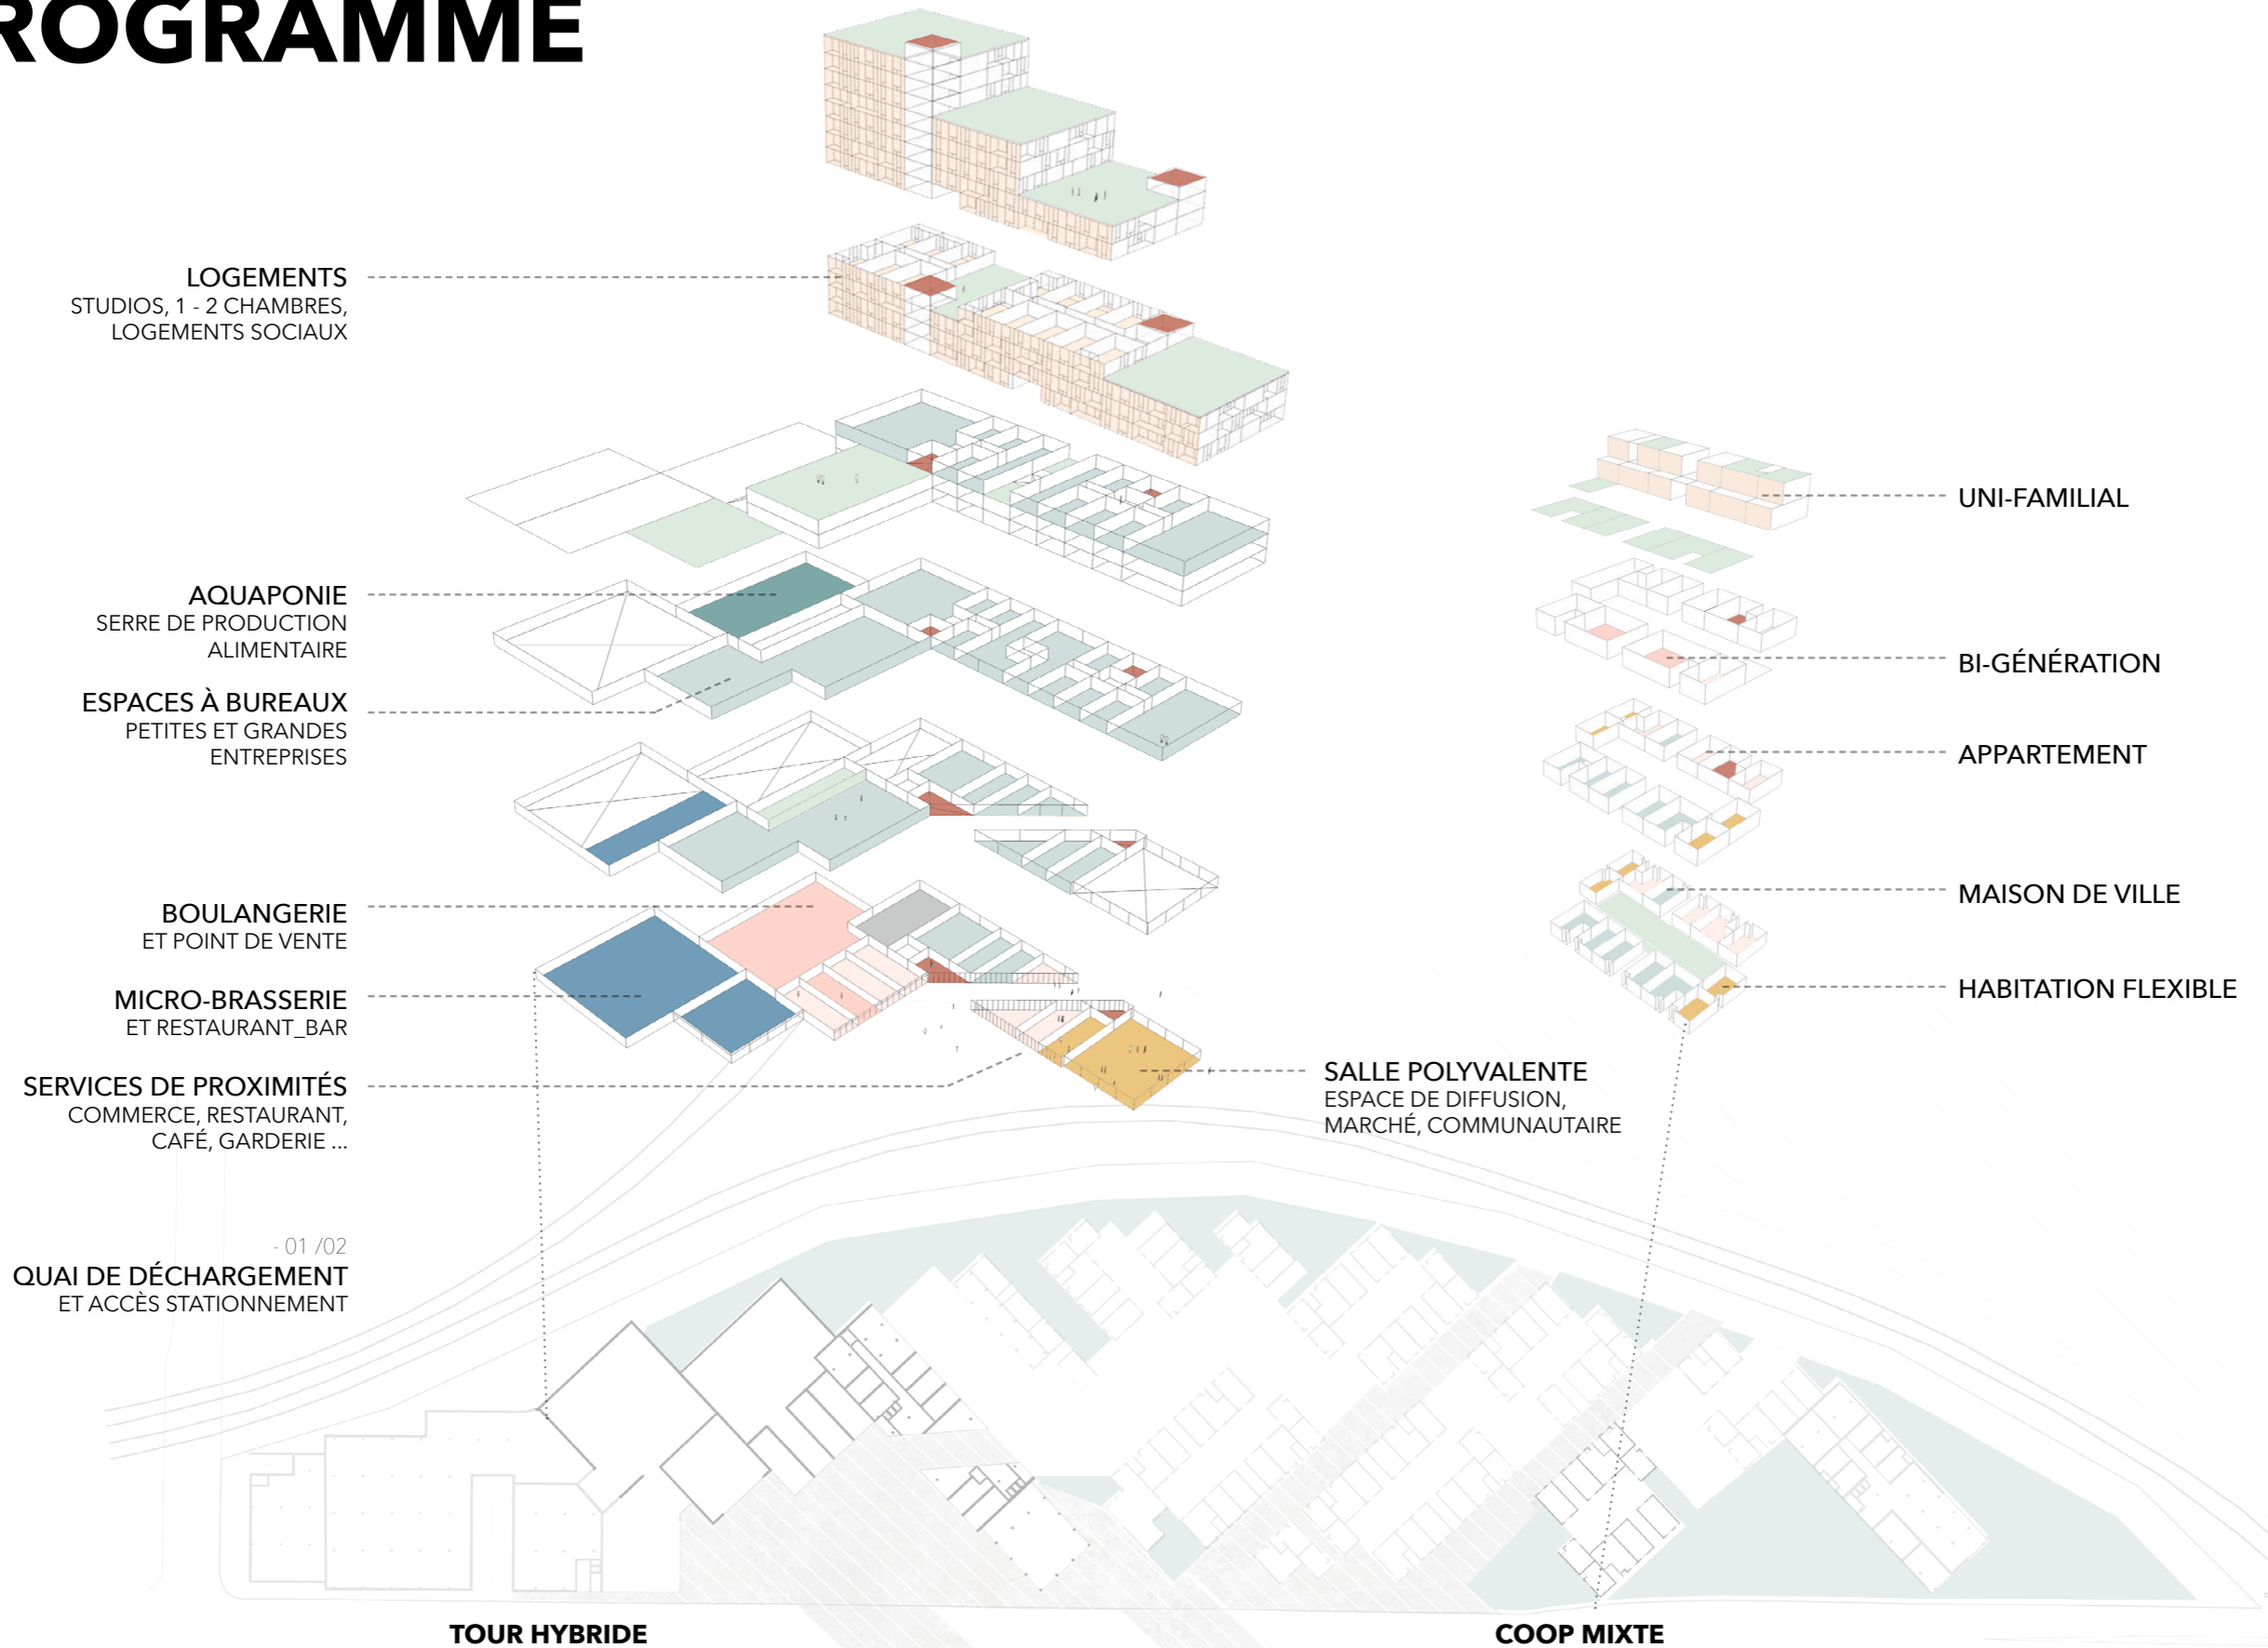 ROGRAMME
LOGEMENTS
STUDIOS, 1 - 2 CHAMBRES,
LOGEMENTS SOCIAUX
AQUAPONIE
SERRE DE PRODUCTION
ALIMENTAIRE
ESPACES À BUREAUX
PETITES ET GRANDES
ENTREPRISES
BOULANGERIE
ET POINT DE VENTE
MICRO-BRASSERIE
ET RESTAURANT_BAR
SERVICES DE PROXIMITÉS
COMMERCE, RESTAURANT,
CAFÉ, GARDERIE ...
- 01 /02
QUAI DE DÉCHARGEMENT
ET ACCÈS STATIONNEMENT
SALLE POLYVALENTE
ESPACE DE DIFFUSION,
MARCHÉ, COMMUNAUTAIRE
UNI-FAMILIAL
BI-GÉNÉRATION
APPARTEMENT
MAISON DE VILLE
HABITATION FLEXIBLE
TOUR HYBRIDE
COOP MIXTE